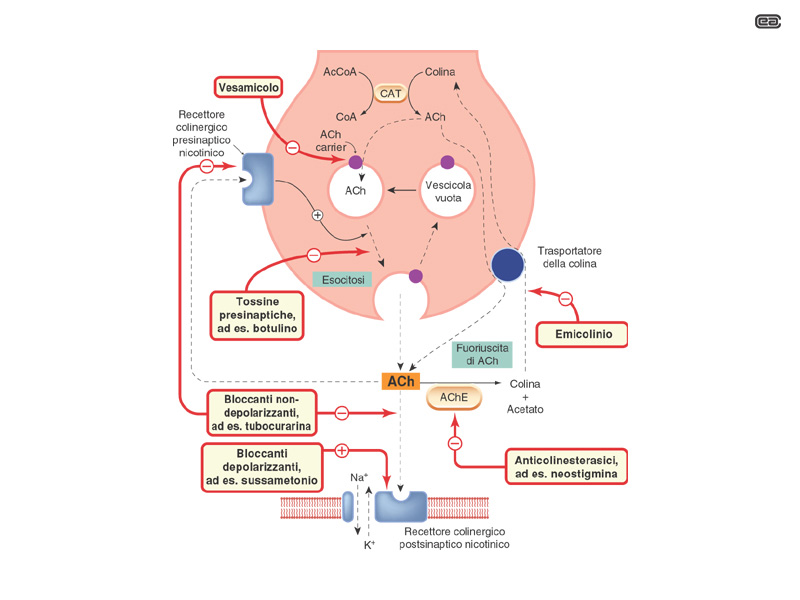 cea
AcCoA
Colina
CAT
CoA
ACh
Vesamicolo
Recettore
colinergico
presinaptico
nicotinico
ACh
carrier
ACh
Vescicola
vuota
+
Trasportatore
della colina
Esocitosi
Tossine
presinaptiche,
ad es. botulino
Emicolinio
Fuoriuscita
di ACh
ACh
Colina
+
Acetato
AChE
Bloccanti non-
depolarizzanti,
ad es. tubocurarina
Bloccanti
depolarizzanti,
ad es. sussametonio
+
Anticolinesterasici,
ad es. neostigmina
Na+
K+
Recettore colinergico
postsinaptico nicotinico